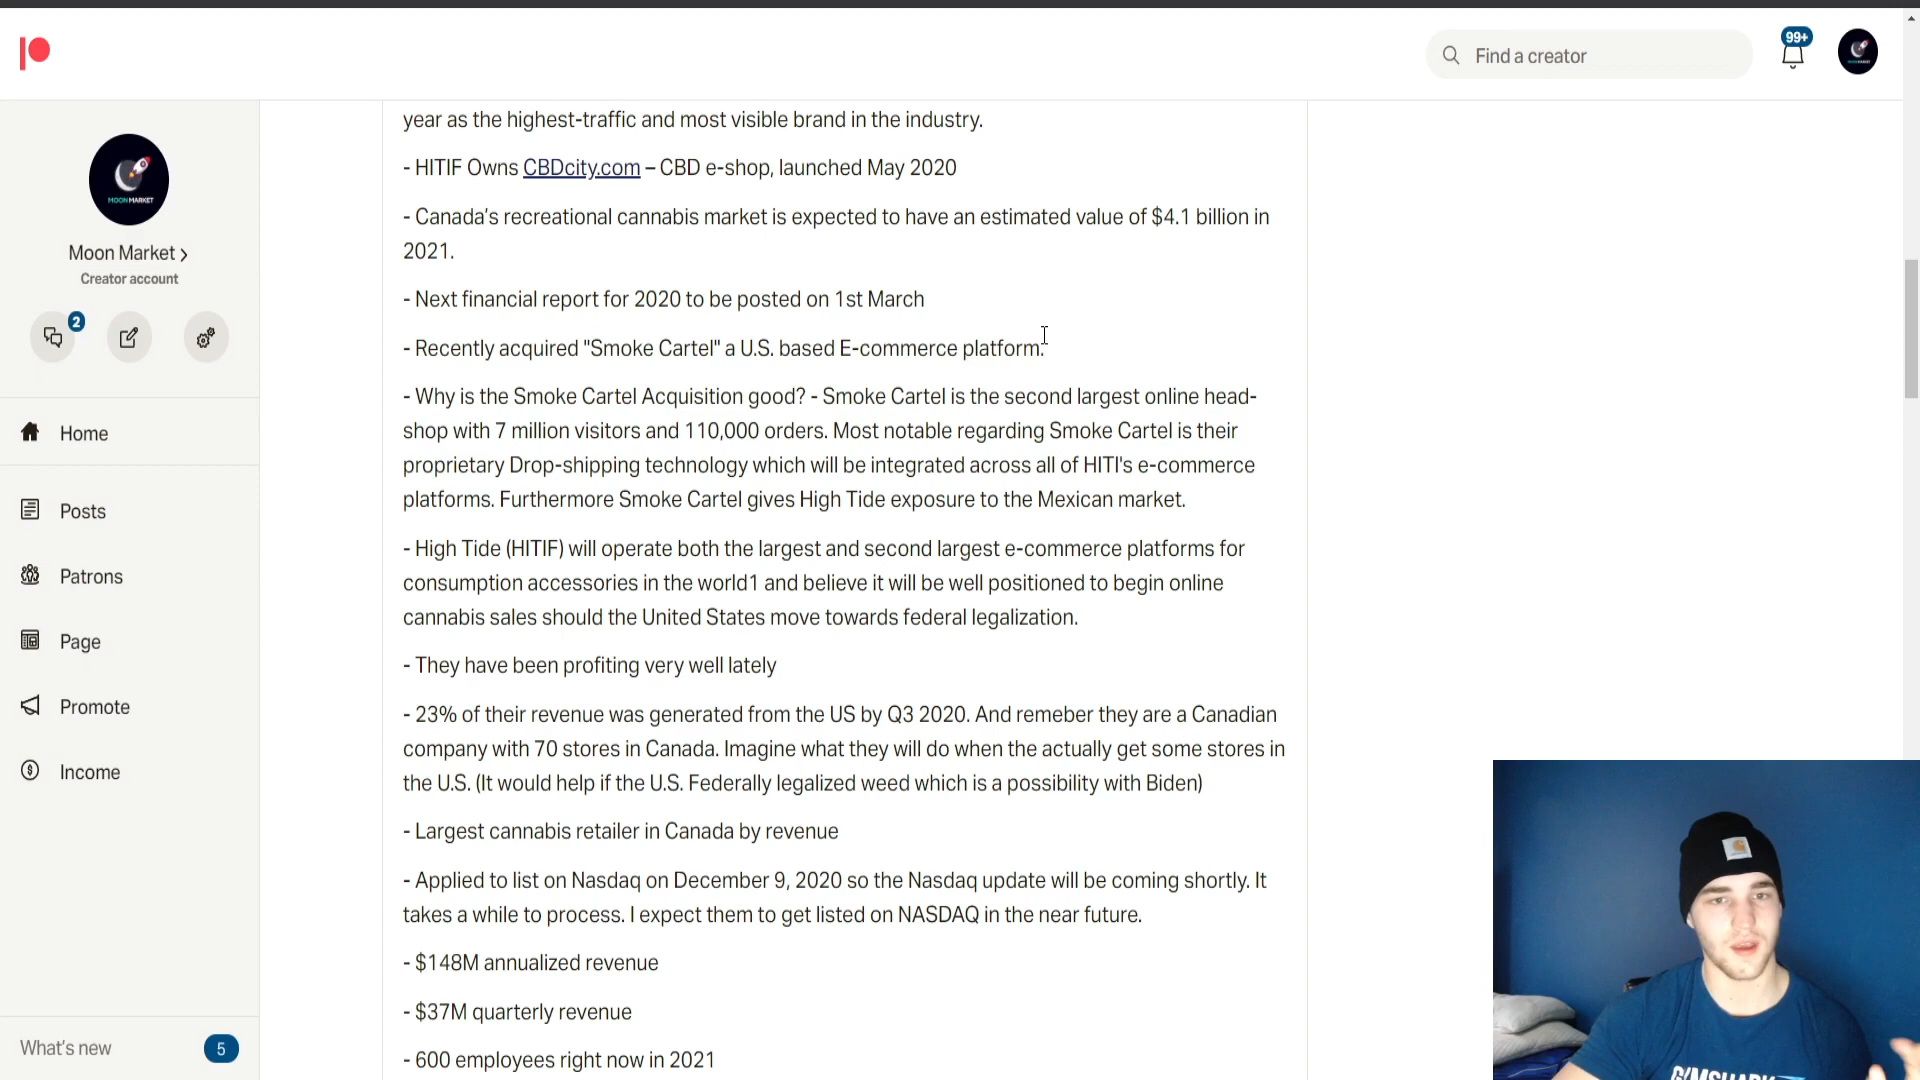 Find a creator
99+
MOON MARKET
Moon Market
Creator account
2
Home
Posts
Patrons
Page
Promote
Income
What's new
5
year as the highest-traffic and most visible brand in the industry.
- HITIF Owns CBDcity.com – CBD e-shop, launched May 2020
- Canada's recreational cannabis market is expected to have an estimated value of $4.1 billion in
2021.
- Next financial report for 2020 to be posted on 1st March
- Recently acquired "Smoke Cartel" a U.S. based E-commerce platform.
- Why is the Smoke Cartel Acquisition good? - Smoke Cartel is the second largest online head-
shop with 7 million visitors and 110,000 orders. Most notable regarding Smoke Cartel is their
proprietary Drop-shipping technology which will be integrated across all of HITI's e-commerce
platforms. Furthermore Smoke Cartel gives High Tide exposure to the Mexican market.
- High Tide (HITIF) will operate both the largest and second largest e-commerce platforms for
consumption accessories in the world1 and believe it will be well positioned to begin online
cannabis sales should the United States move towards federal legalization.
- They have been profiting very well lately
- 23% of their revenue was generated from the US by Q3 2020. And remeber they are a Canadian
company with 70 stores in Canada. Imagine what they will do when the actually get some stores in
the U.S. (It would help if the U.S. Federally legalized weed which is a possibility with Biden)
- Largest cannabis retailer in Canada by revenue
- Applied to list on Nasdaq on December 9, 2020 so the Nasdaq update will be coming shortly. It
takes a while to process. I expect them to get listed on NASDAQ in the near future.
- $148M annualized revenue
- $37M quarterly revenue
- 600 employees right now in 2021